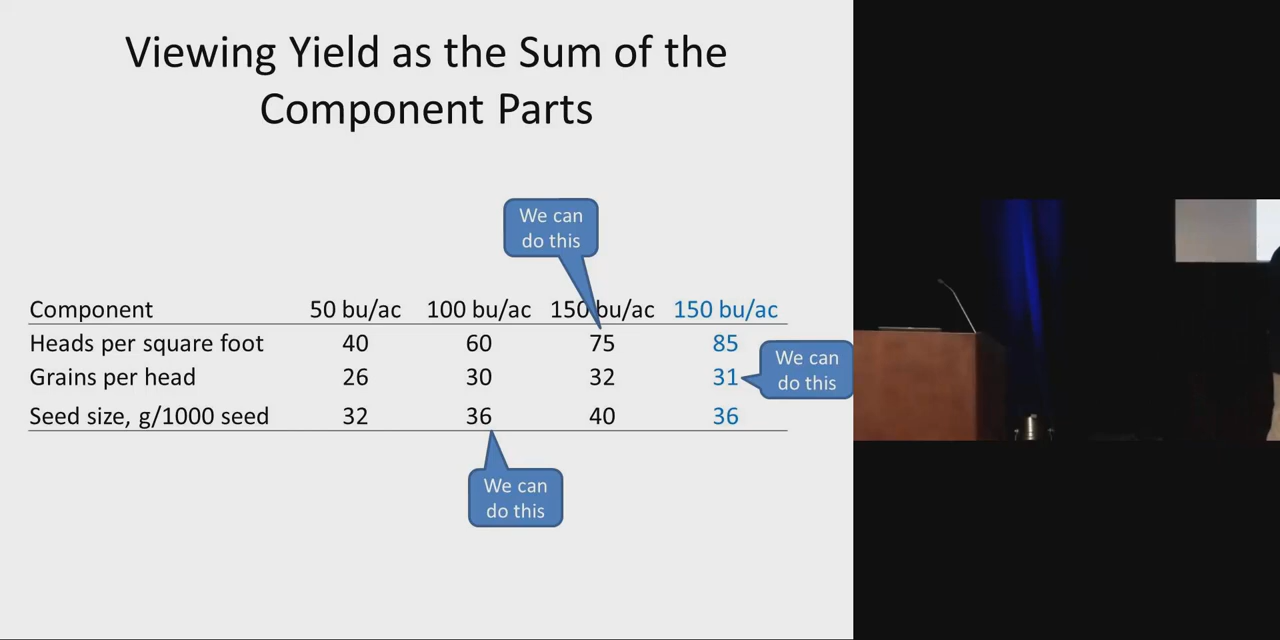 Viewing Yield as the Sum of the
Component Parts
We can
do this
Component 50 bu/ac 100 bu/ac 150 bu/ac 150 bu/ac
Heads per square foot 40 60 75 85
We can
do this
Grains per head 26 30 32 31
Seed size, g/1000 seed 32 36 40 36
We can
do this